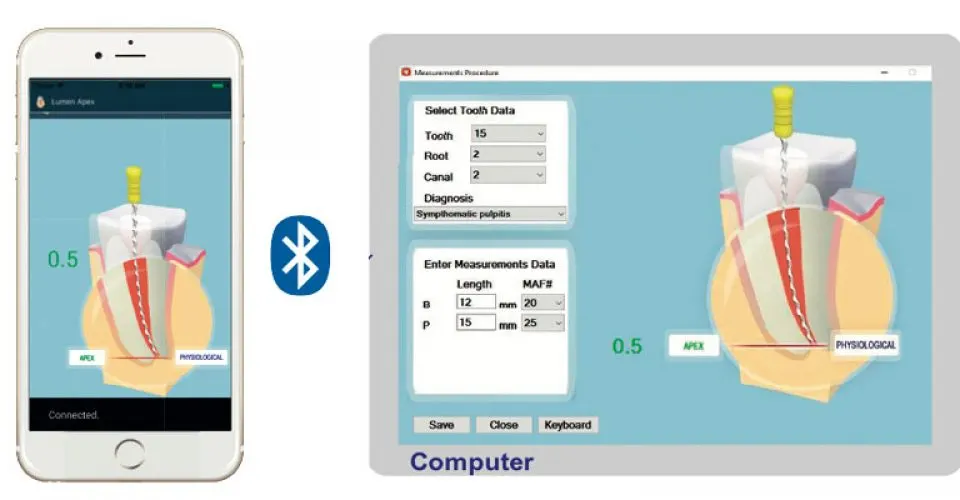 Lumen Apex
0.5
APEX
PHYSIOLOGICAL
Connected.
Measurements Procedure
Select Tooth Data
Tooth 15
Root 2
Canal 2
Diagnosis
Sympthomatic pulpitis
Enter Measurements Data
Length MAF#
B 12 mm 20
P 15 mm 25
0.5 APEX PHYSIOLOGICAL
Save Close Keyboard
Computer